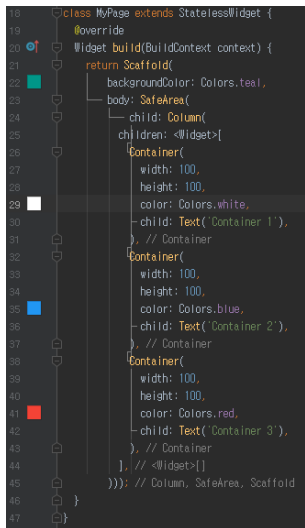 18 class MyPage extends StatelessWidget {
19 @override
20 Widget build(BuildContext context) {
21 return Scaffold(
22 backgroundColor: Colors.teal,
23 body: SafeArea(
24 child: Column(
25 children: <Widget>[
26 Container(
27 width: 100,
28 height: 100,
29 color: Colors.white,
30 child: Text('Container 1'),
31 ), // Container
32 Container(
33 width: 100,
34 height: 100,
35 color: Colors.blue,
36 child: Text('Container 2'),
37 ), // Container
38 Container(
39 width: 100,
40 height: 100,
41 color: Colors.red,
42 child: Text('Container 3'),
43 ), // Container
44 ], // <Widget>[]
45 ))); // Column, SafeArea, Scaffold
46 }
47 }